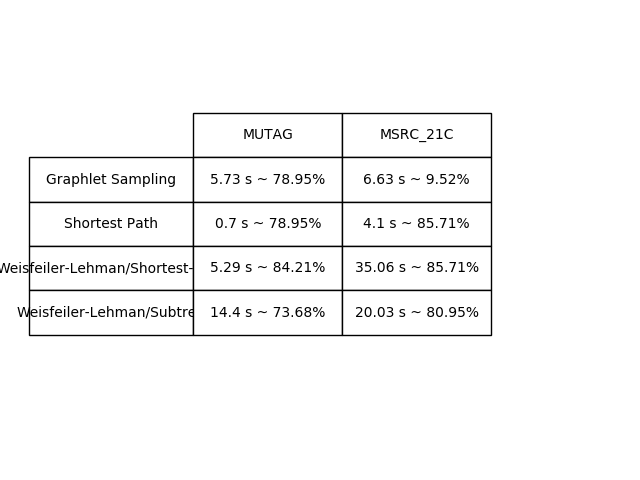 MUTAG MSRC_21C
Graphlet Sampling 5.73 s ~ 78.95% 6.63 s ~ 9.52%
Shortest Path 0.7 s ~ 78.95% 4.1 s ~ 85.71%
Weisfeiler-Lehman/Shortest- 5.29 s ~ 84.21% 35.06 s ~ 85.71%
Weisfeiler-Lehman/Subtre 14.4 s ~ 73.68% 20.03 s ~ 80.95%